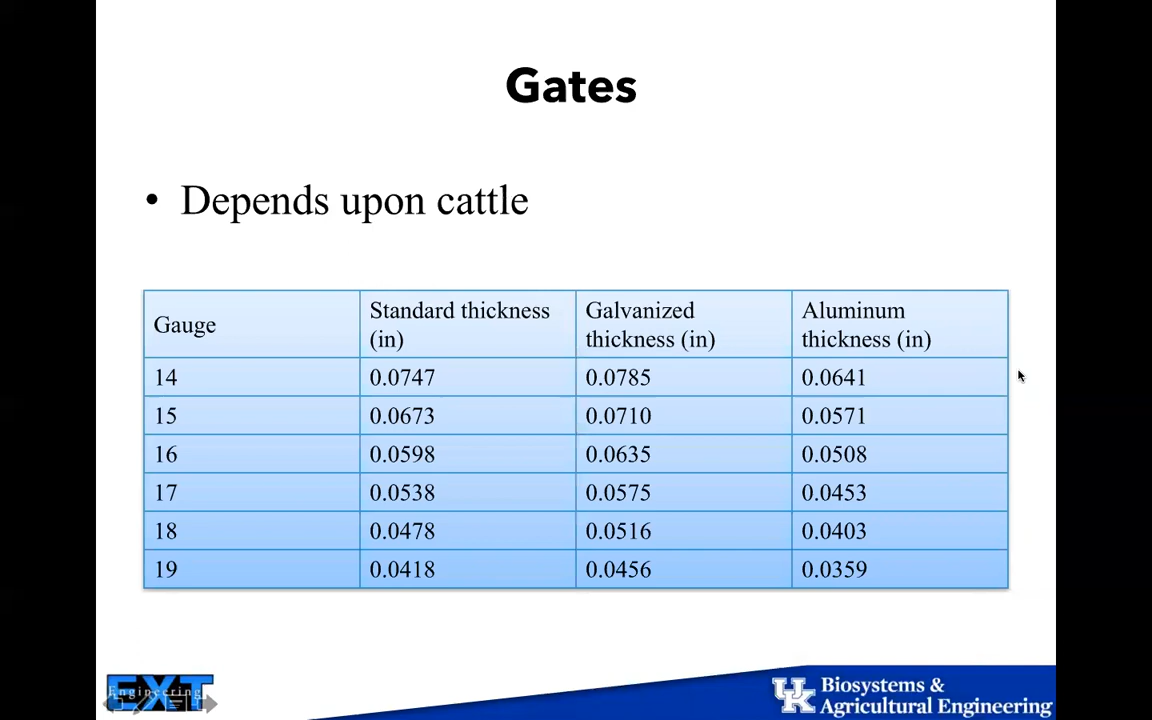 Gates
• Depends upon cattle
Gauge Standard thickness (in) Galvanized thickness (in) Aluminum thickness (in)
14 0.0747 0.0785 0.0641
15 0.0673 0.0710 0.0571
16 0.0598 0.0635 0.0508
17 0.0538 0.0575 0.0453
18 0.0478 0.0516 0.0403
19 0.0418 0.0456 0.0359
EXT
Engineering
UK
Biosystems &
Agricultural Engineering